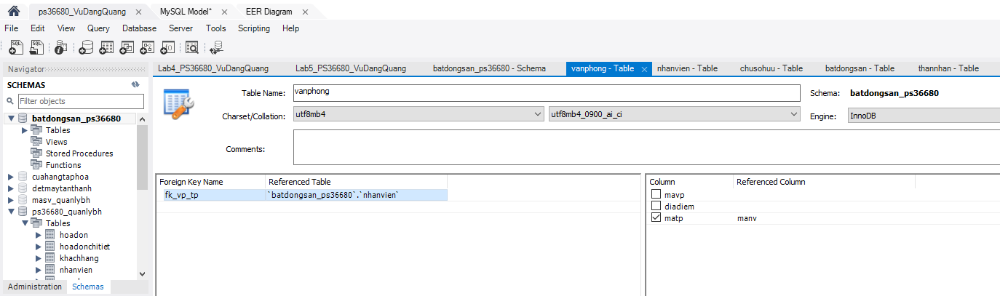 ps36680_VuDangQuang × MySQL Model* × EER Diagram ×
File Edit View Query Database Server Tools Scripting Help
Navigator Lab4_PS36680_VuDangQuang Lab5_PS36680_VuDangQuang batdongsan_ps36680 - Schema vanphong - Table × nhanvien - Table chusohuu - Table batdongsan - Table thannhan - Table
SCHEMAS
Filter objects
batdongsan_ps36680
Tables
Views
Stored Procedures
Functions
cuahangtaphoa
detmaytanthanh
masv_quanlybh
ps36680_quanlybh
Tables
hoadon
hoadonchitiet
khachhang
nhanvien
Administration Schemas
Table Name: vanphong Schema: batdongsan_ps36680
Charset/Collation: utf8mb4 utf8mb4_0900_ai_ci Engine: InnoDB
Comments:
Foreign Key Name Referenced Table
fk_vp_tp `batdongsan_ps36680`.`nhanvien`
Column Referenced Column
mavp
diadiem
matp manv